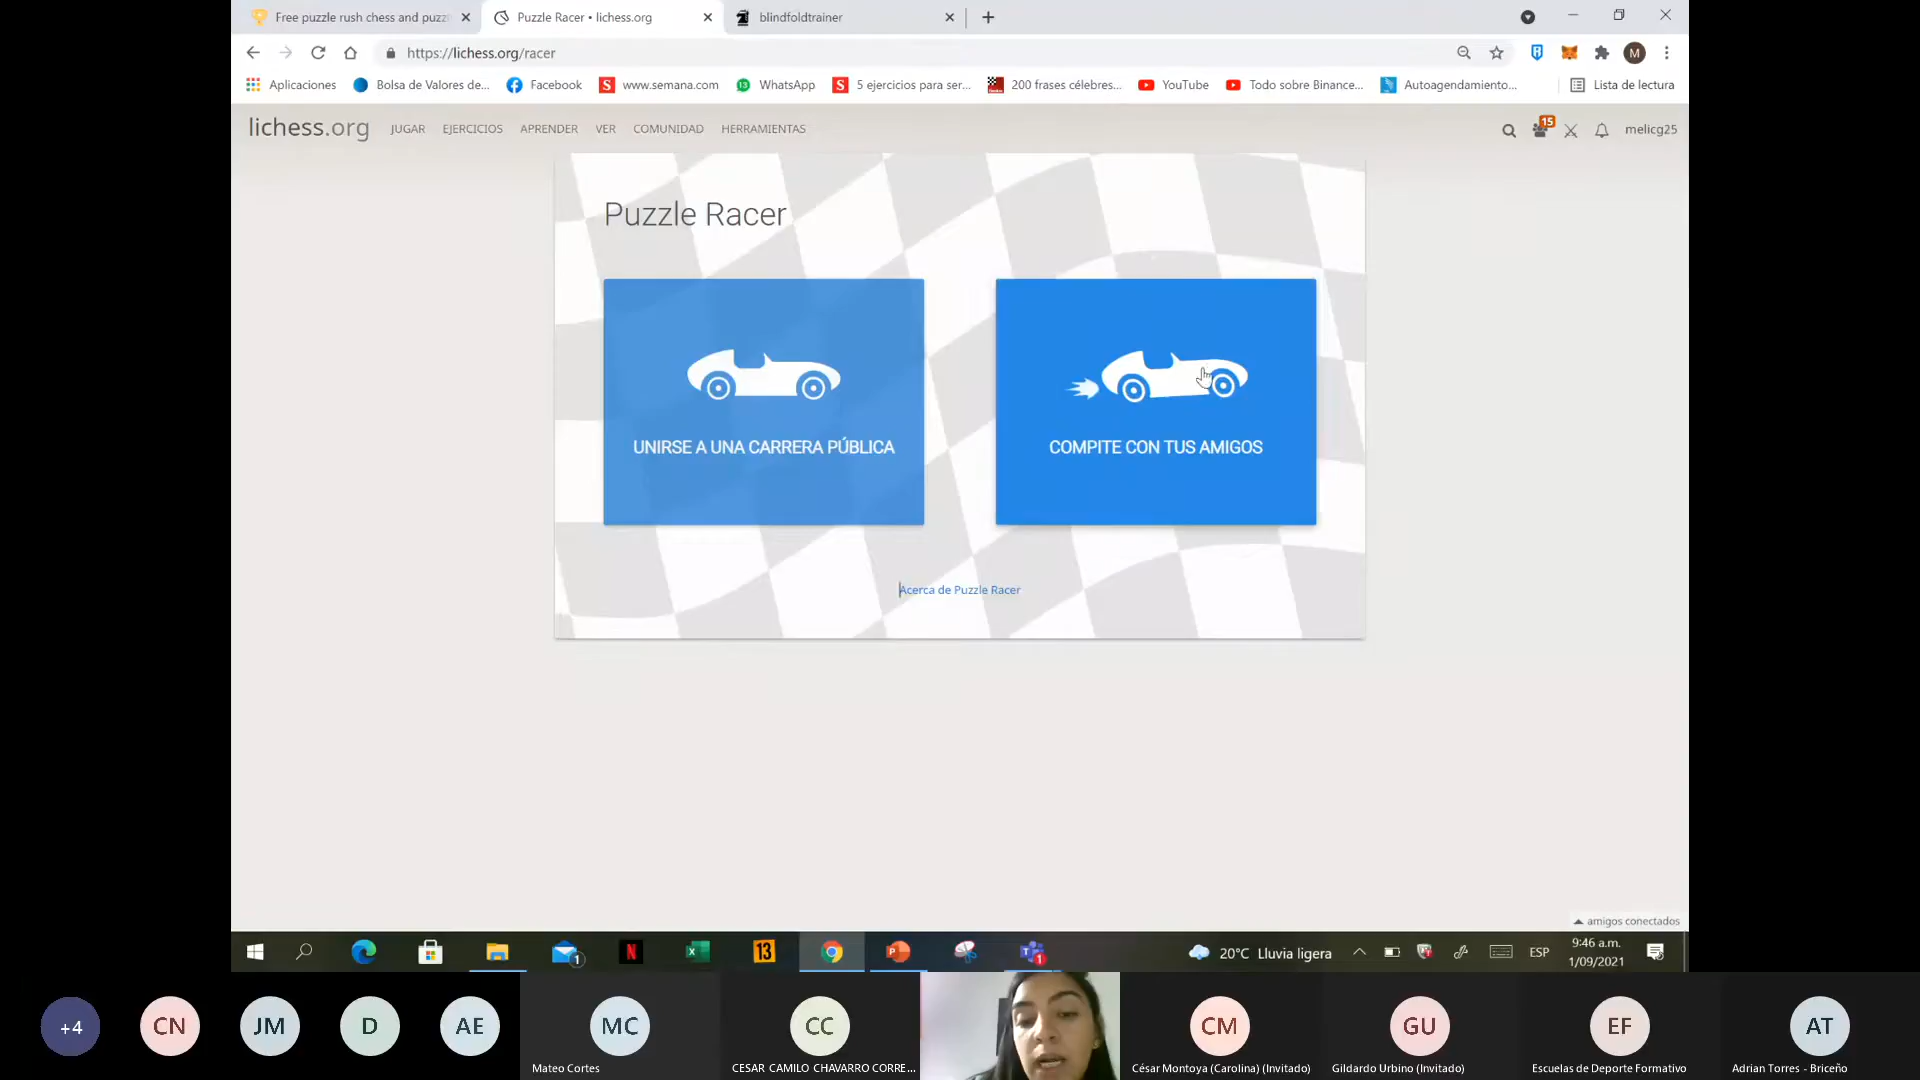 Free puzzle rush chess and puzz
Puzzle Racer • lichess.org
blindfoldtrainer
https://lichess.org/racer
M
Aplicaciones
Bolsa de Valores de...
Facebook
S
www.semana.com
13
WhatsApp
S
5 ejercicios para ser...
200 frases célebres...
YouTube
Todo sobre Binance...
Autoagendamiento...
Lista de lectura
lichess.org
JUGAR
EJERCICIOS
APRENDER
VER
COMUNIDAD
HERRAMIENTAS
15
melicg25
Puzzle Racer
UNIRSE A UNA CARRERA PÚBLICA
COMPITE CON TUS AMIGOS
Acerca de Puzzle Racer
amigos conectados
1
N
X
13
P
1
20°C Lluvia ligera
ESP
9:46 a.m.
1/09/2021
+4
CN
JM
D
AE
MC
Mateo Cortes
CC
CESAR CAMILO CHAVARRO CORRE...
CM
César Montoya (Carolina) (Invitado)
GU
Gildardo Urbino (Invitado)
EF
Escuelas de Deporte Formativo
AT
Adrian Torres - Briceño